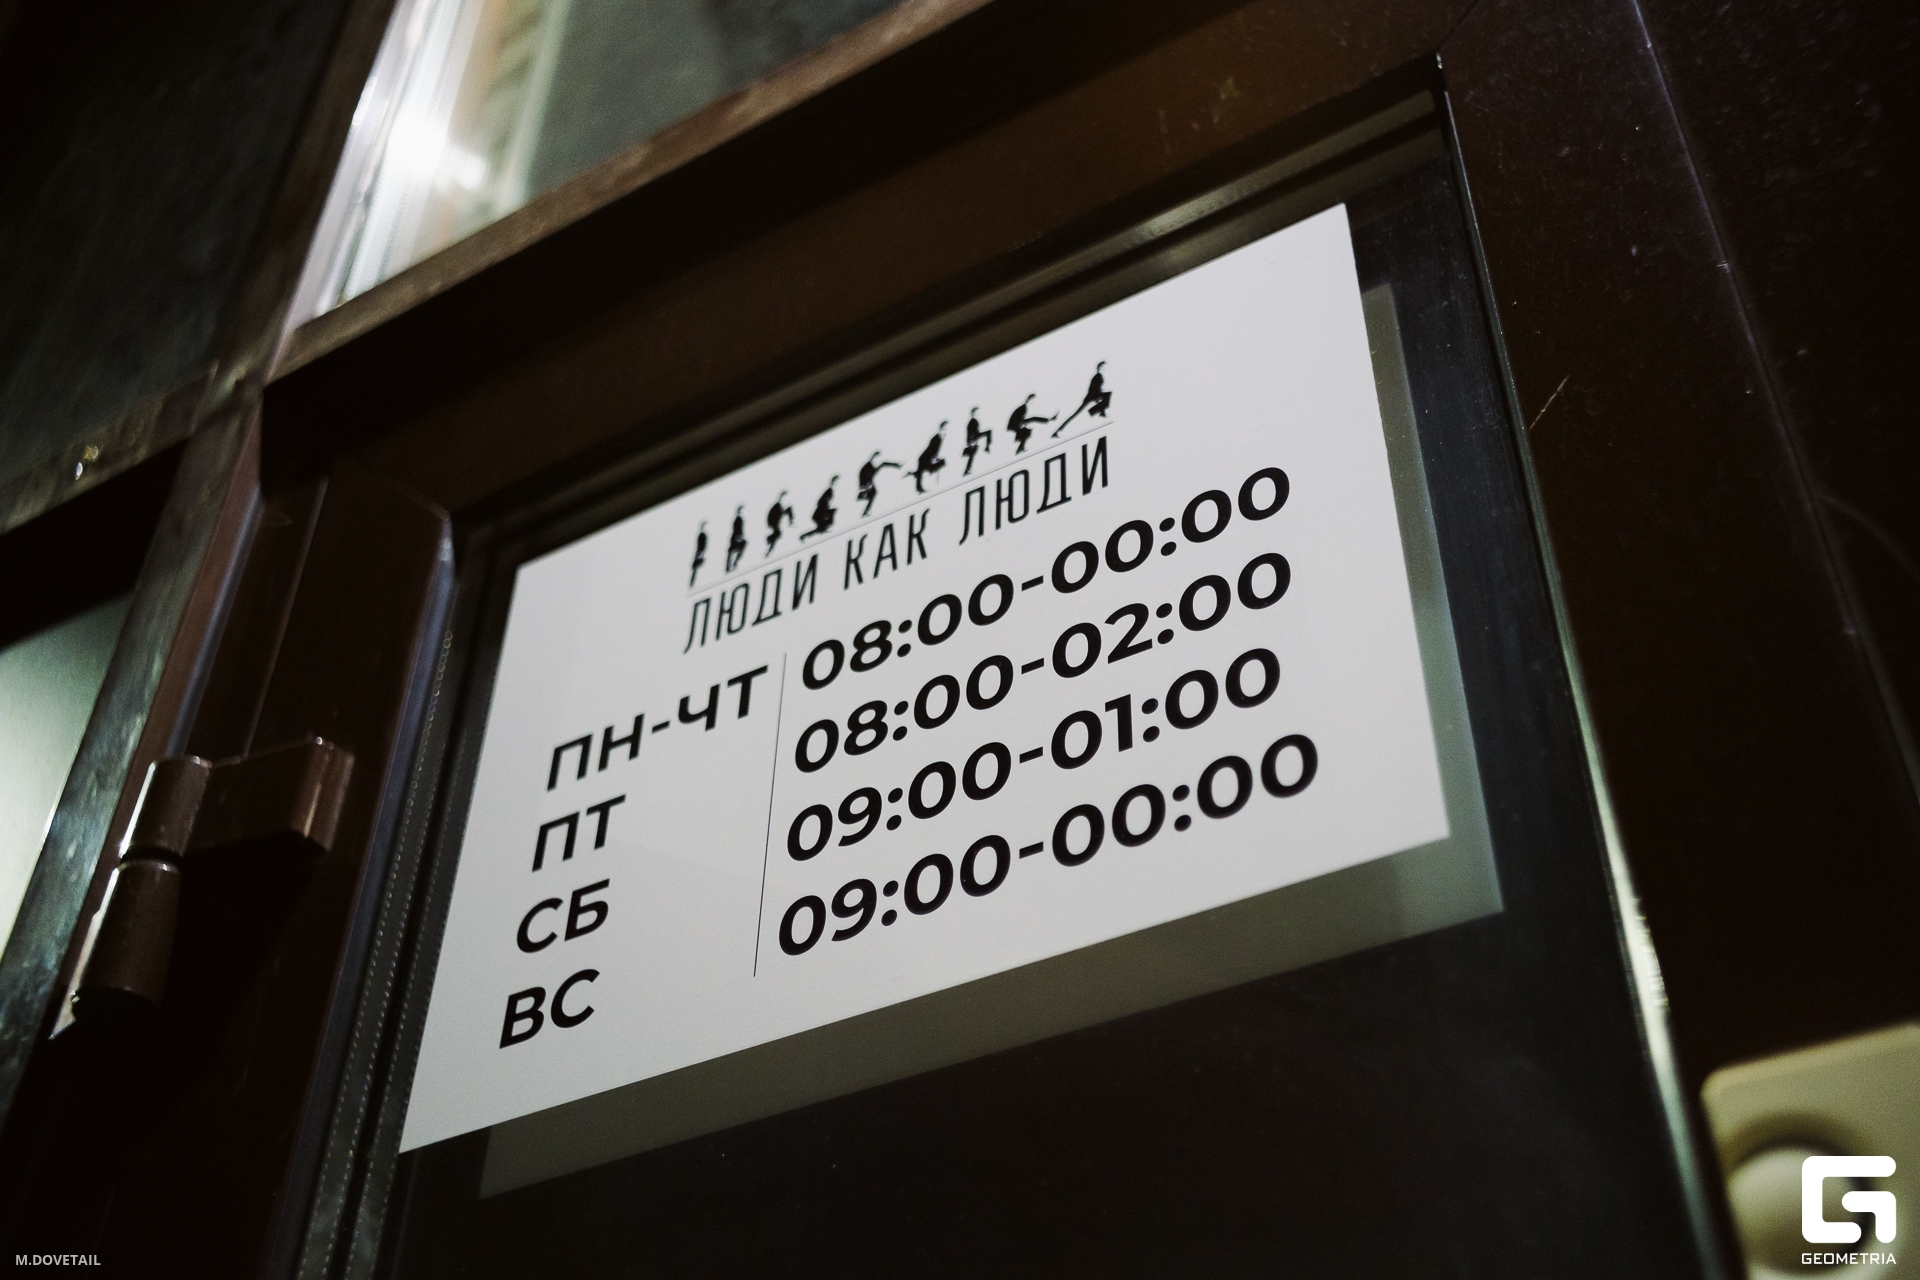 ЛЮДИ КАК ЛЮДИ
ПН-ЧТ 08:00-00:00
ПТ 08:00-02:00
СБ 09:00-01:00
ВС 09:00-00:00
M.DOVETAIL
GEOMETRIA